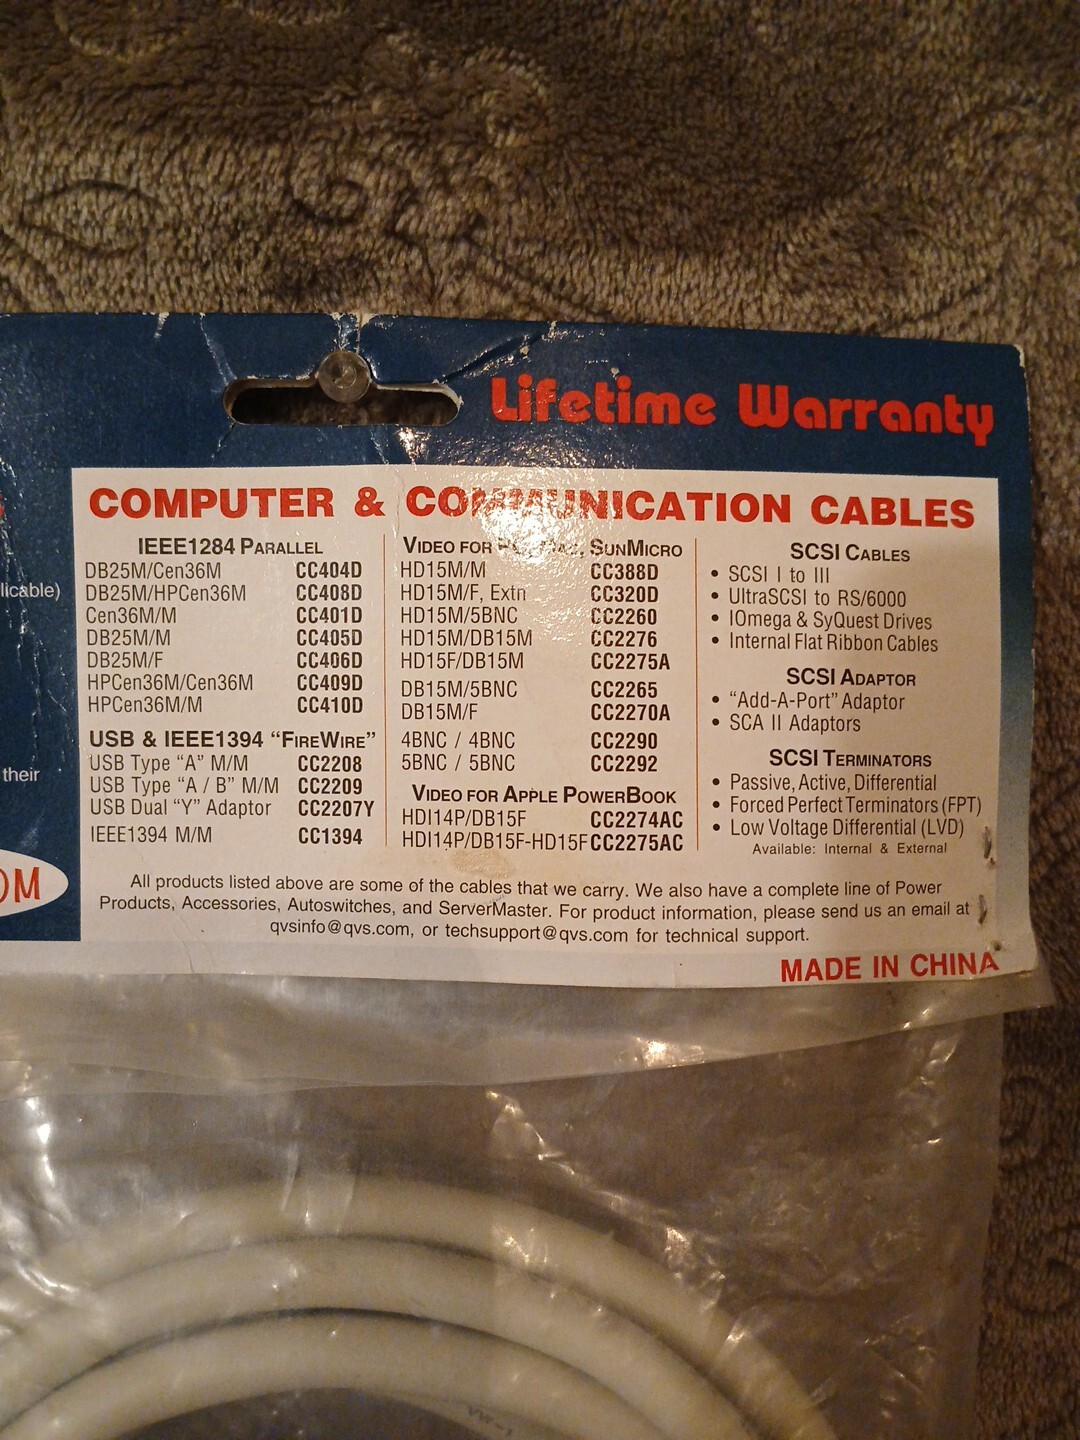 Lifetime Warranty
COMPUTER & COMMUNICATION CABLES
IEEE1284 PARALLEL
DB25M/Cen36M CC404D
DB25M/HPCen36M CC408D
Cen36M/M CC401D
DB25M/M CC405D
DB25M/F CC406D
HPCen36M/Cen36M CC409D
HPCen36M/M CC410D
USB & IEEE1394 “FIREWIRE”
USB Type “A” M/M CC2208
USB Type “A / B” M/M CC2209
USB Dual “Y” Adaptor CC2207Y
IEEE1394 M/M CC1394
VIDEO FOR SUNMICRO
HD15M/M CC388D
HD15M/F, Extn CC320D
HD15M/5BNC CC2260
HD15M/DB15M CC2276
HD15F/DB15M CC2275A
DB15M/5BNC CC2265
DB15M/F CC2270A
4BNC / 4BNC CC2290
5BNC / 5BNC CC2292
VIDEO FOR APPLE POWERBOOK
HDI14P/DB15F CC2274AC
HDI14P/DB15F-HD15F CC2275AC
SCSI CABLES
• SCSI I to III
• UltraSCSI to RS/6000
• IOmega & SyQuest Drives
• Internal Flat Ribbon Cables
SCSI ADAPTOR
• “Add-A-Port” Adaptor
• SCA II Adaptors
SCSI TERMINATORS
• Passive, Active, Differential
• Forced Perfect Terminators (FPT)
• Low Voltage Differential (LVD)
Available: Internal & External
All products listed above are some of the cables that we carry. We also have a complete line of Power
Products, Accessories, Autoswitches, and ServerMaster. For product information, please send us an email at
qvsinfo@qvs.com, or techsupport@qvs.com for technical support.
MADE IN CHINA
licable)
their
OM
VW-1